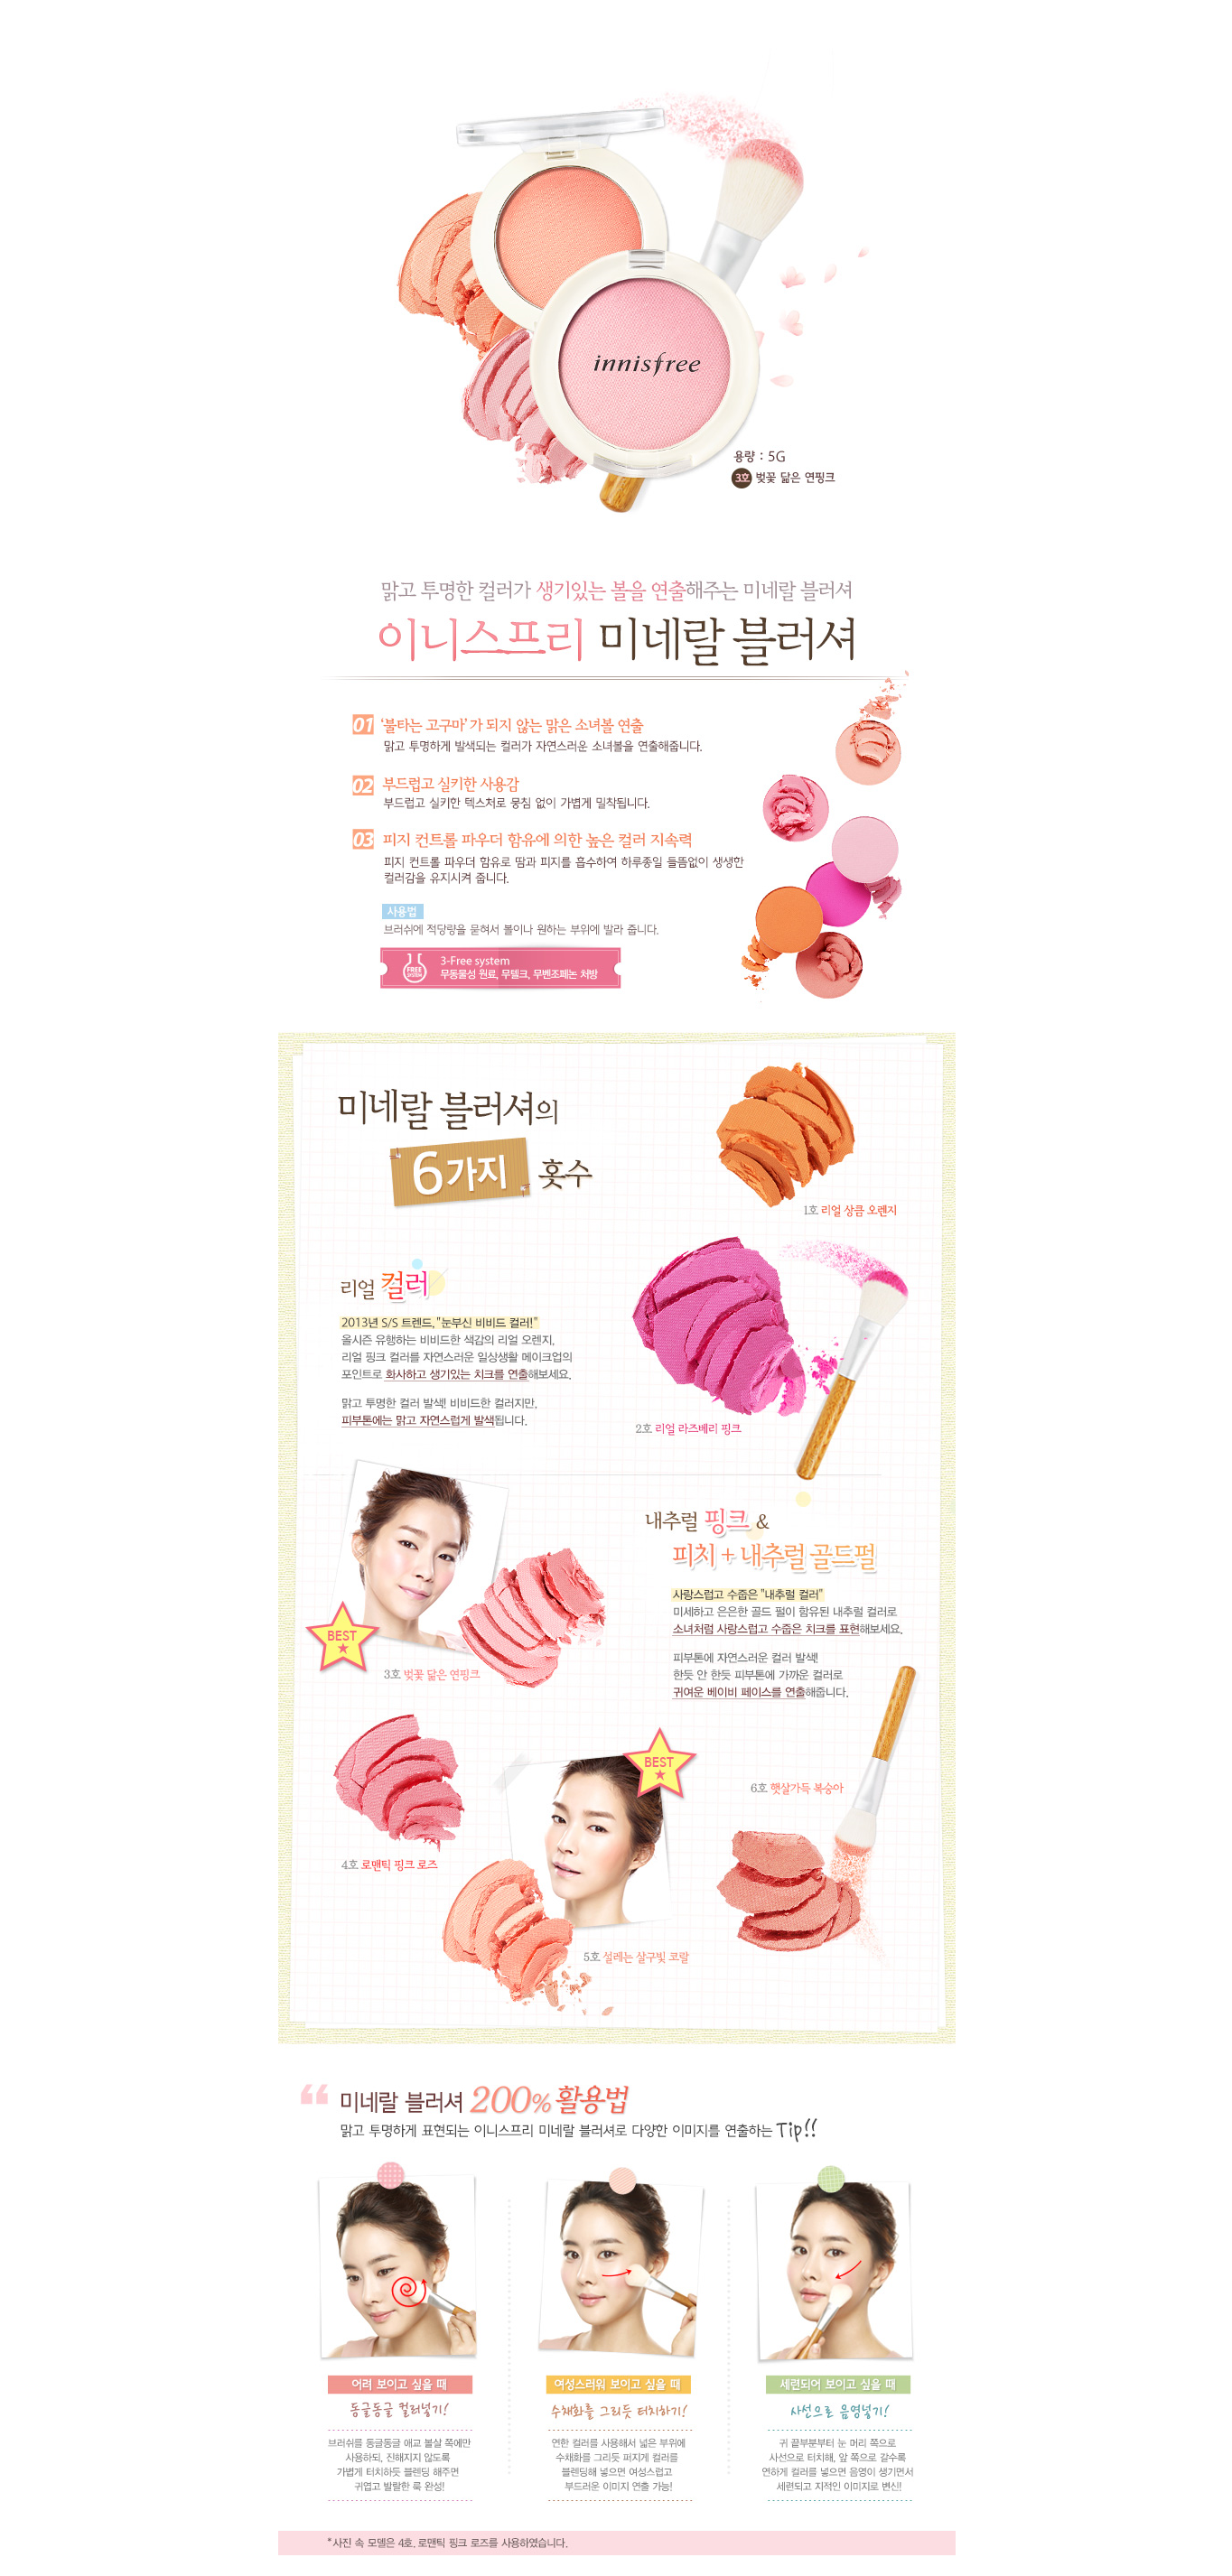 innisfree
용량 : 5G
3호 벚꽃 닮은 연핑크
맑고 투명한 컬러가 생기있는 볼을 연출해주는 미네랄 블러셔
이니스프리 미네랄 블러셔
01 '불타는 고구마' 가 되지 않는 맑은 소녀볼 연출
맑고 투명하게 발색되는 컬러가 자연스러운 소녀볼을 연출해줍니다.
02 부드럽고 실키한 사용감
부드럽고 실키한 텍스처로 뭉침 없이 가볍게 밀착됩니다.
03 피지 컨트롤 파우더 함유에 의한 높은 컬러 지속력
피지 컨트롤 파우더 함유로 땀과 피지를 흡수하여 하루종일 들뜸없이 생생한
컬러감을 유지시켜 줍니다.
사용법
브러쉬에 적당량을 묻혀서 볼이나 원하는 부위에 발라 줍니다.
FREE SYSTEM
3-Free system
무동물성 원료, 무탤크, 무벤조페논 처방
미네랄 블러셔의
6가지 홋수
1호 리얼 상큼 오렌지
리얼 컬러
2013년 S/S 트렌드, "눈부신 비비드 컬러!"
올시즌 유행하는 비비드한 색감의 리얼 오렌지,
리얼 핑크 컬러를 자연스러운 일상생활 메이크업의
포인트로 화사하고 생기있는 치크를 연출해보세요.
맑고 투명한 컬러 발색! 비비드한 컬러지만,
피부톤에는 맑고 자연스럽게 발색됩니다.
2호 리얼 라즈베리 핑크
내추럴 핑크 &
피치 + 내추럴 골드펄
사랑스럽고 수줍은 "내추럴 컬러"
미세하고 은은한 골드 펄이 함유된 내추럴 컬러로
소녀처럼 사랑스럽고 수줍은 치크를 표현해보세요.
피부톤에 자연스러운 컬러 발색!
한듯 안 한듯 피부톤에 가까운 컬러로
귀여운 베이비 페이스를 연출해줍니다.
BEST
3호 벚꽃 닮은 연핑크
BEST
6호 햇살가득 복숭아
4호 로맨틱 핑크 로즈
5호 설레는 살구빛 코랄
미네랄 블러셔 200% 활용법
맑고 투명하게 표현되는 이니스프리 미네랄 블러셔로 다양한 이미지를 연출하는 Tip!!
어려 보이고 싶을 때
동글동글 컬러넣기!
브러쉬를 동글동글 애교 볼살 쪽에만
사용하되, 진해지지 않도록
가볍게 터치하듯 블렌딩 해주면
귀엽고 발랄한 룩 완성!
여성스러워 보이고 싶을 때
수채화를 그리듯 터치하기!
연한 컬러를 사용해서 넓은 부위에
수채화를 그리듯 퍼지게 컬러를
블렌딩해 넣으면 여성스럽고
부드러운 이미지 연출 가능!
세련되어 보이고 싶을 때
사선으로 음영넣기!
귀 끝부분부터 눈 머리 쪽으로
사선으로 터치해, 앞 쪽으로 갈수록
연하게 컬러를 넣으면 음영이 생기면서
세련되고 지적인 이미지로 변신!
*사진 속 모델은 4호. 로맨틱 핑크 로즈를 사용하였습니다.